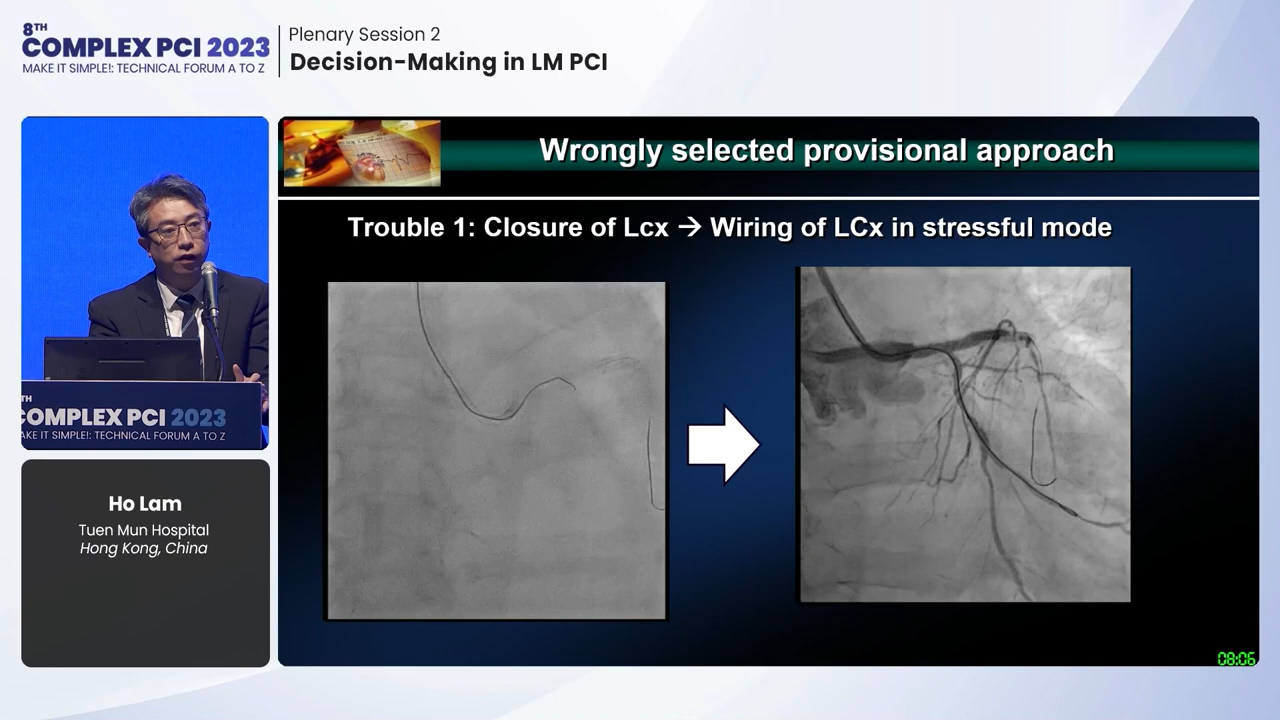 8TH
COMPLEX PCI 2023
MAKE IT SIMPLE!: TECHNICAL FORUM A TO Z
Plenary Session 2
Decision-Making in LM PCI
Wrongly selected provisional approach
Trouble 1: Closure of Lcx → Wiring of LCx in stressful mode
TH
COMPLEX PCI 2023
AKE IT SIMPLE!: TECHNICAL FORUM A TO Z
Ho Lam
Tuen Mun Hospital
Hong Kong, China
08:06